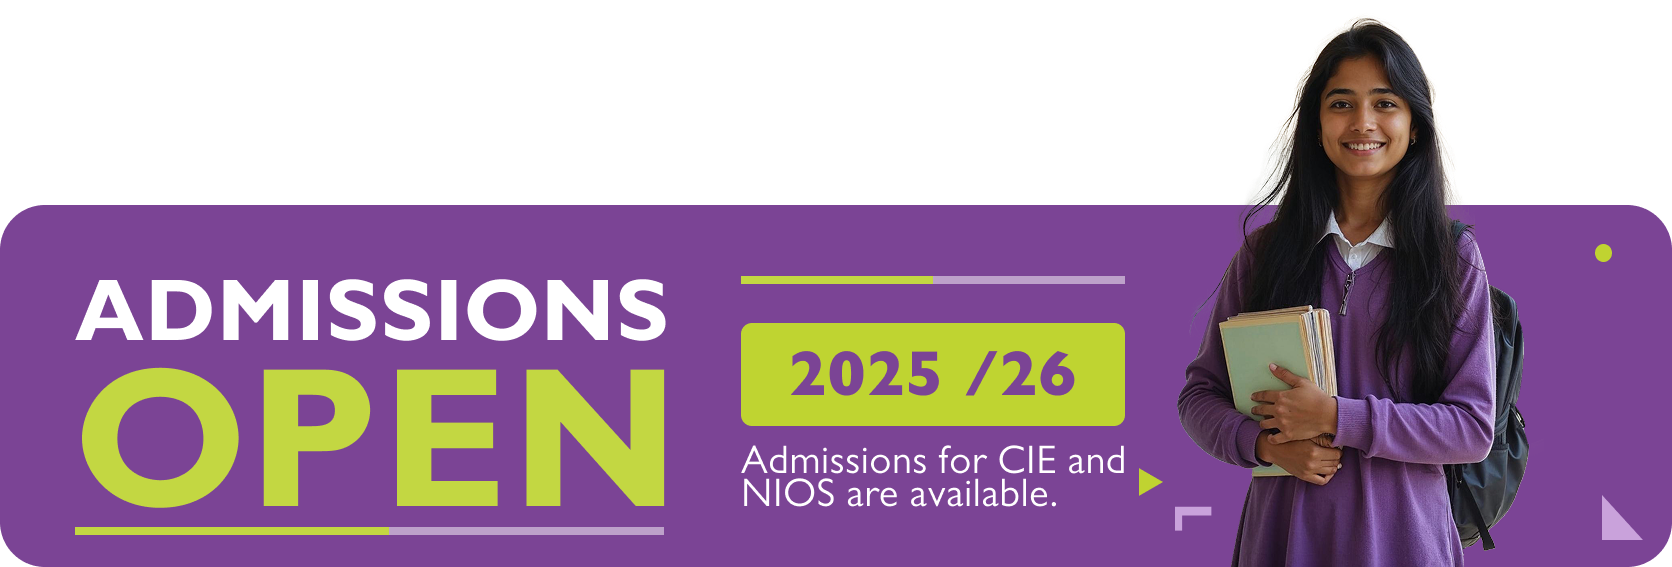 ADMISSIONS
OPEN
2025 /26
Admissions for CIE and
NIOS are available.